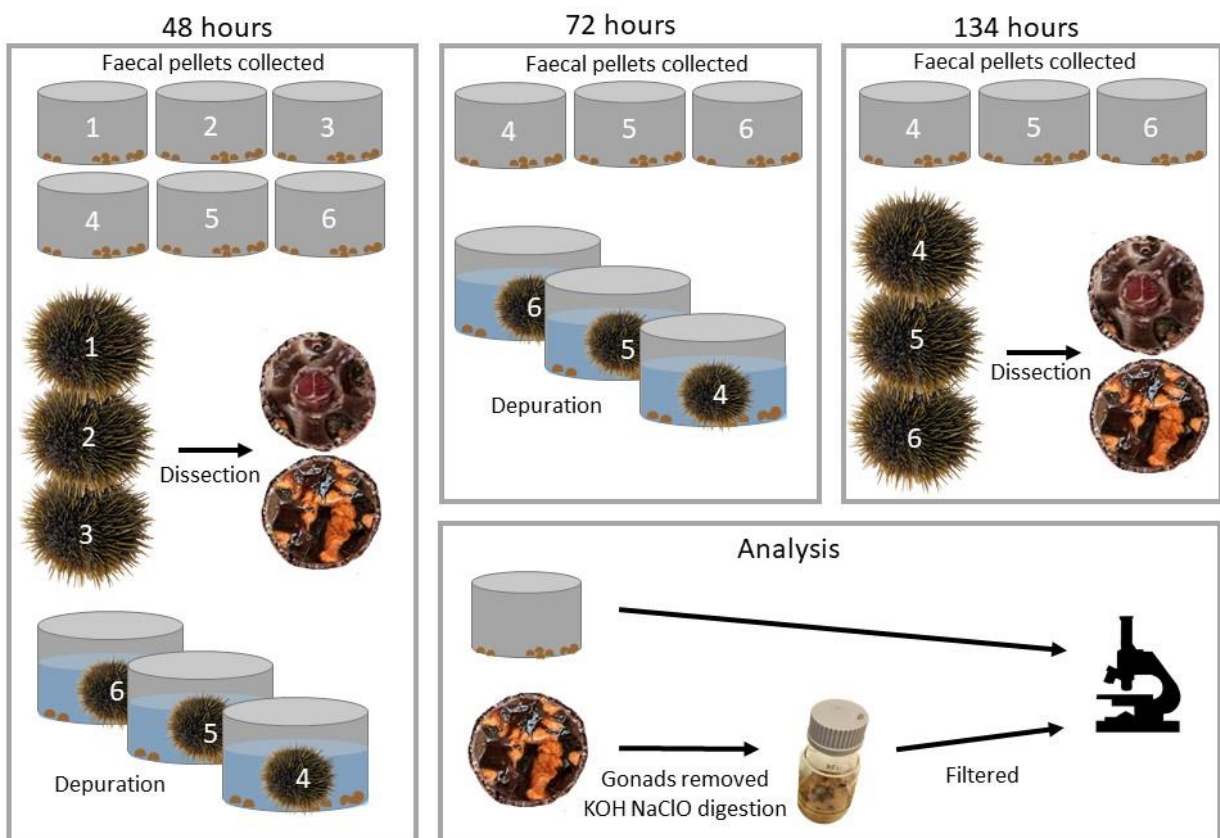 48 hours
Faecal pellets collected
1
2
3
4
5
6
1
2
3
Dissection
6
5
4
Depuration
72 hours
Faecal pellets collected
4
5
6
6
5
4
Depuration
134 hours
Faecal pellets collected
4
5
6
4
5
6
Dissection
Analysis
Gonads removed
KOH NaClO digestion
Filtered